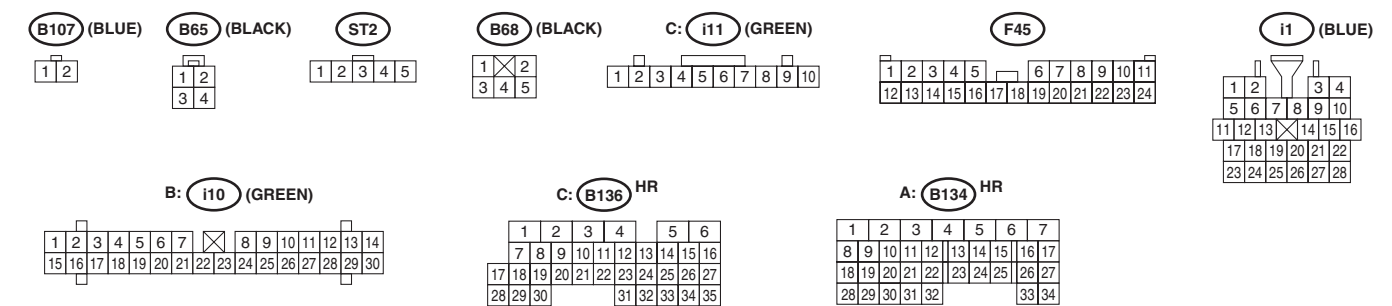 B107 (BLUE)
1 2
B65 (BLACK)
1 2
3 4
ST2
1 2 3 4 5
B68 (BLACK)
1 2
3 4 5
C: i11 (GREEN)
1 2 3 4 5 6 7 8 9 10
F45
1 2 3 4 5 6 7 8 9 10 11
12 13 14 15 16 17 18 19 20 21 22 23 24
i1 (BLUE)
1 2 3 4
5 6 7 8 9 10
11 12 13 14 15 16
17 18 19 20 21 22
23 24 25 26 27 28
B: i10 (GREEN)
1 2 3 4 5 6 7 8 9 10 11 12 13 14
15 16 17 18 19 20 21 22 23 24 25 26 27 28 29 30
C: B136 HR
1 2 3 4 5 6
7 8 9 10 11 12 13 14 15 16
17 18 19 20 21 22 23 24 25 26 27
28 29 30 31 32 33 34 35
A: B134 HR
1 2 3 4 5 6 7
8 9 10 11 12 13 14 15 16 17
18 19 20 21 22 23 24 25 26 27
28 29 30 31 32 33 34